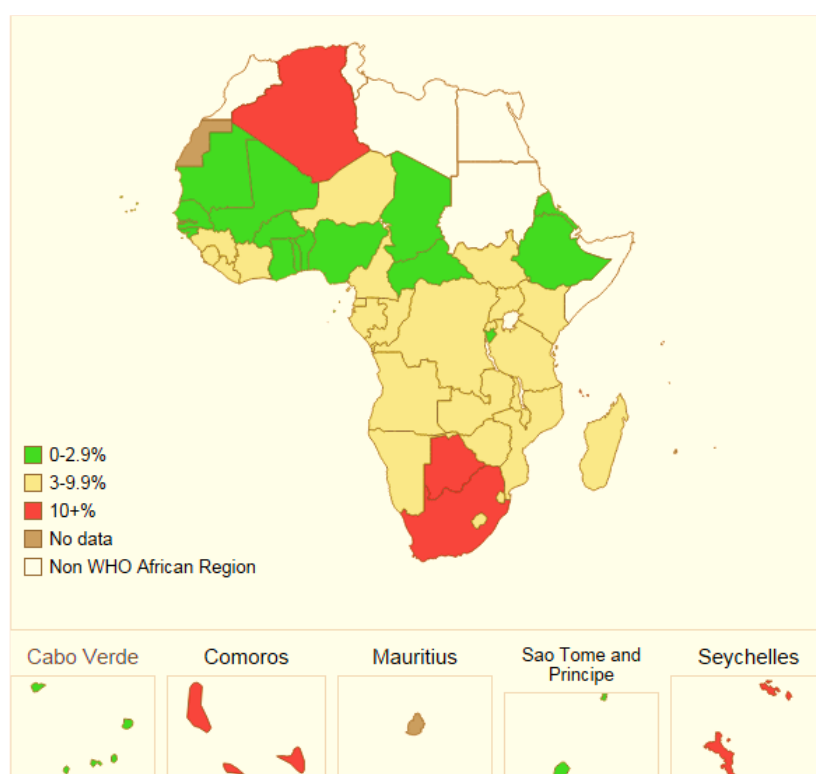 0-2.9%
3-9.9%
10+%
No data
Non WHO African Region
Cabo Verde
Comoros
Mauritius
Sao Tome and
Principe
Seychelles